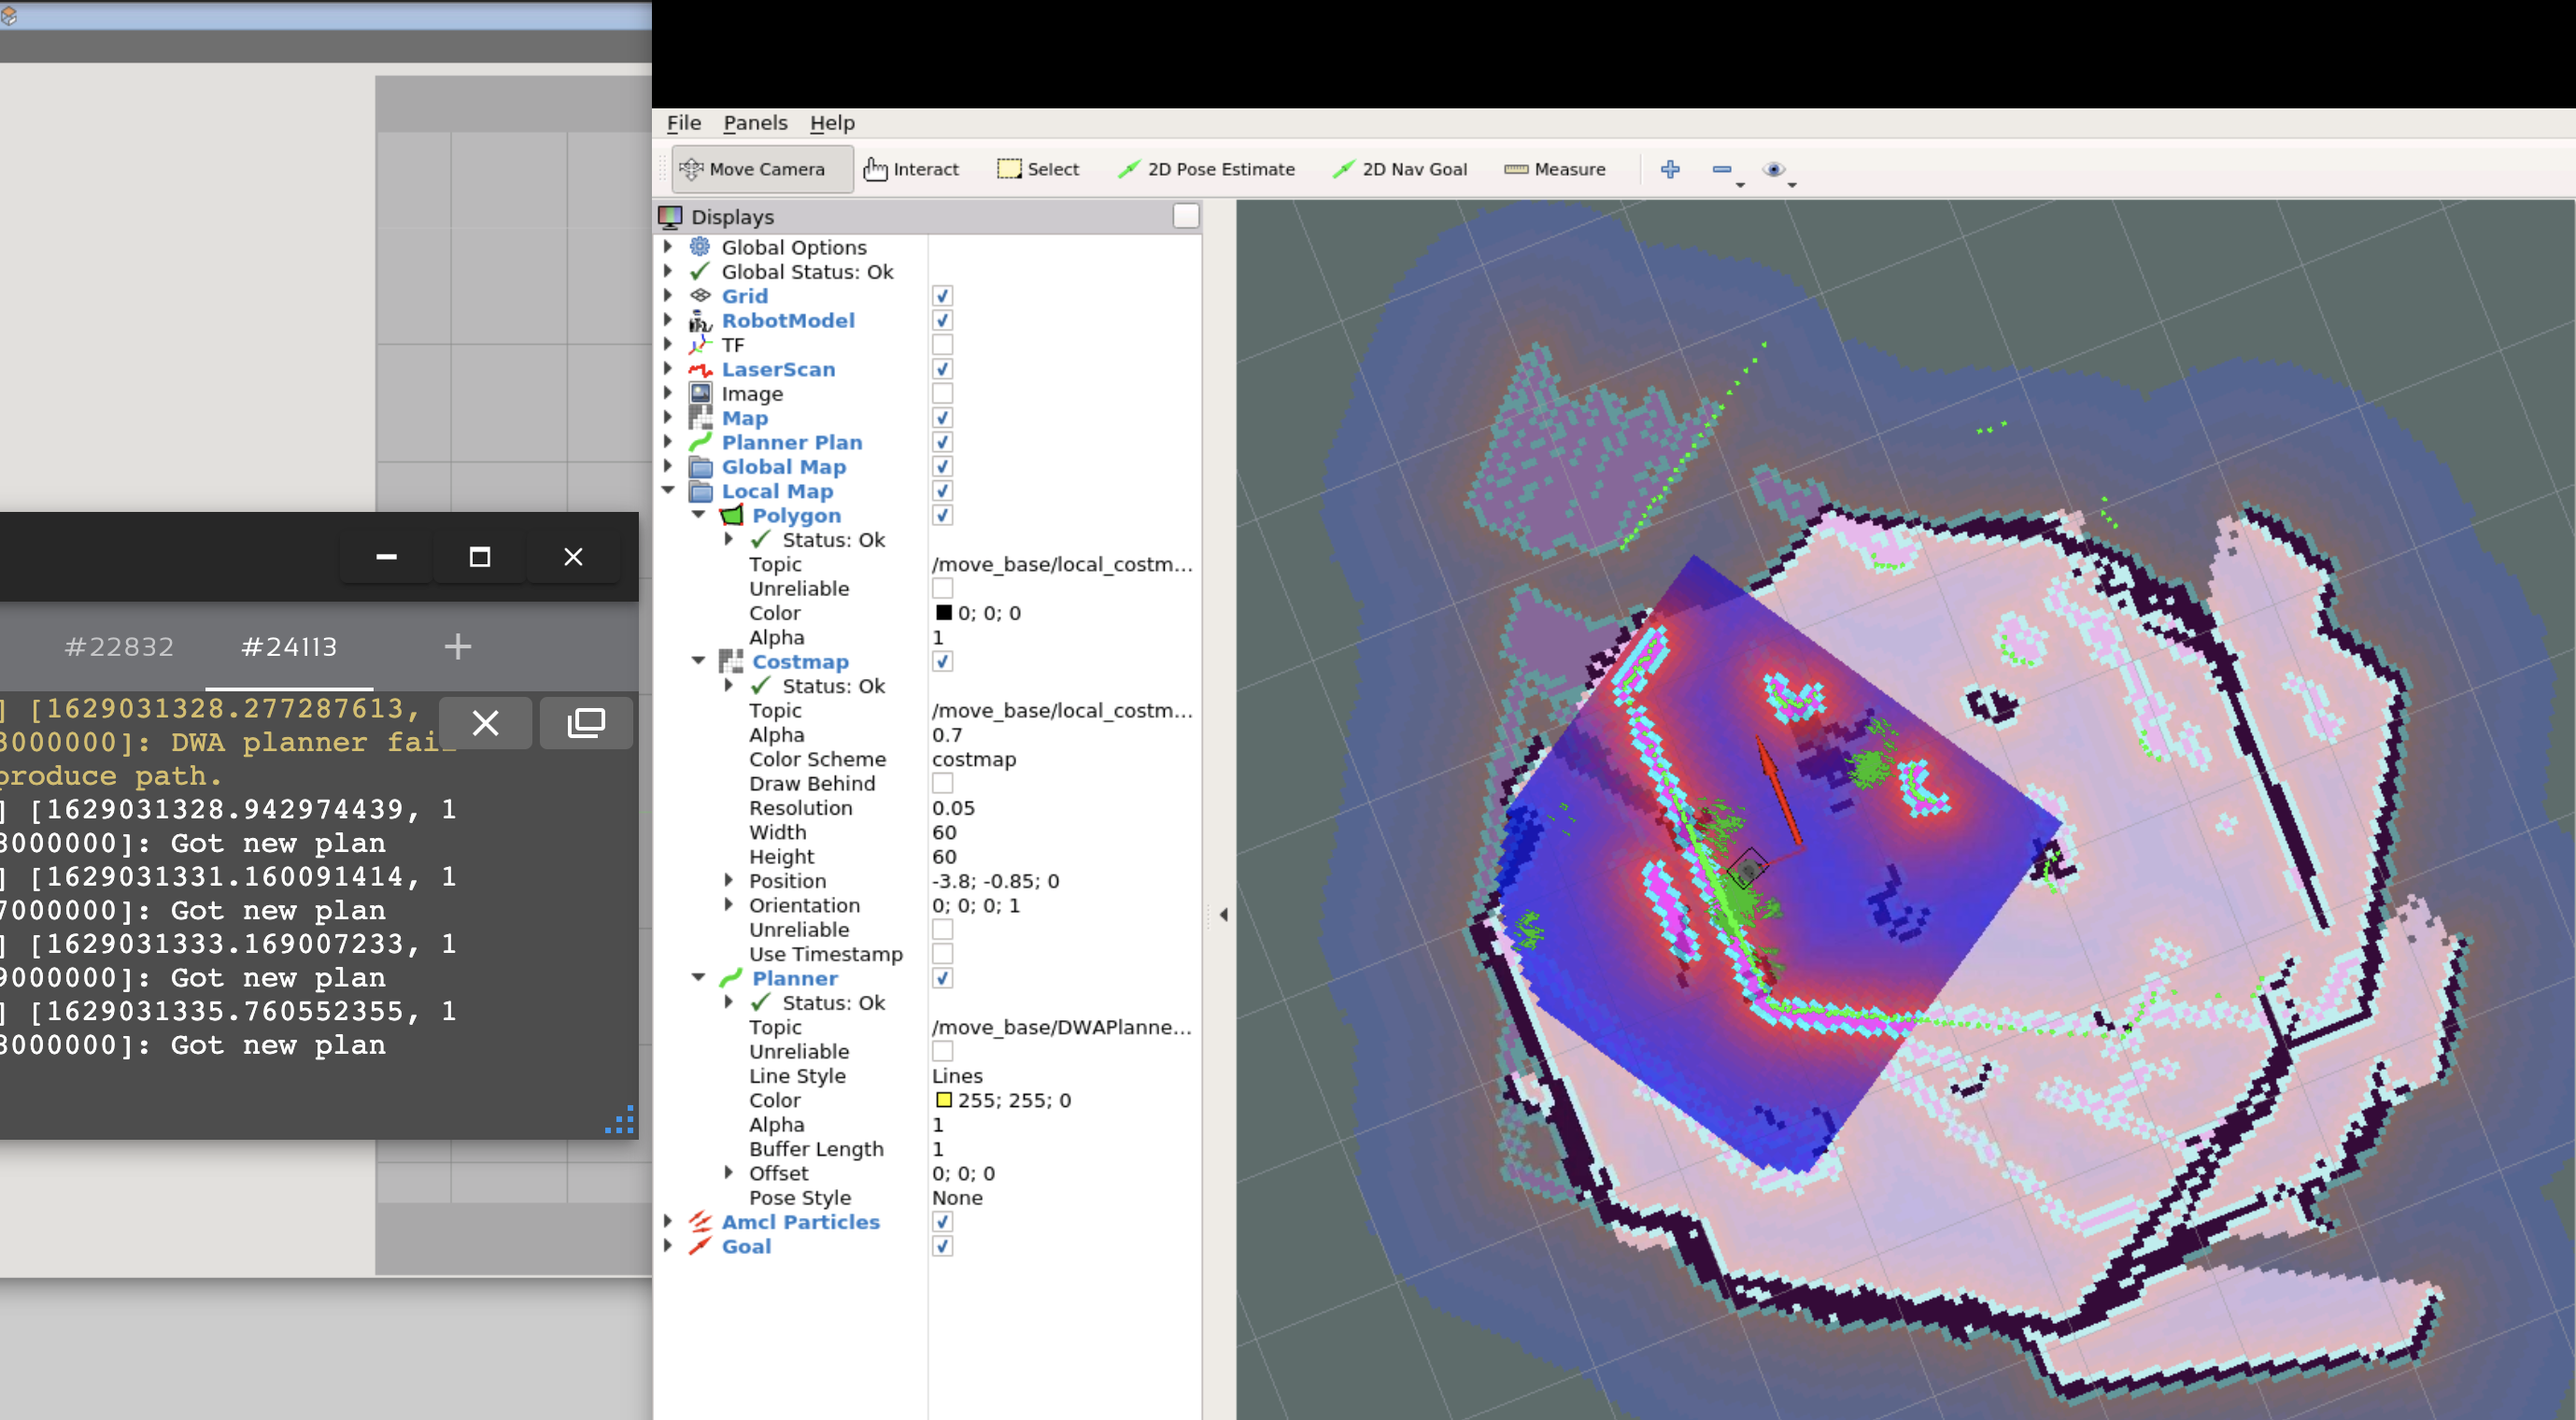 #22832
#24113
] [1629031328.277287613,
3000000]: DWA planner fai
produce path.
] [1629031328.942974439, 1
3000000]: Got new plan
] [1629031331.160091414, 1
7000000]: Got new plan
] [1629031333.169007233, 1
9000000]: Got new plan
] [1629031335.760552355, 1
3000000]: Got new plan
File Panels Help
Move Camera Interact Select 2D Pose Estimate 2D Nav Goal Measure
Displays
Global Options
Global Status: Ok
Grid
RobotModel
TF
LaserScan
Image
Map
Planner Plan
Global Map
Local Map
Polygon
Status: Ok
Topic /move_base/local_costm...
Unreliable
Color 0; 0; 0
Alpha 1
Costmap
Status: Ok
Topic /move_base/local_costm...
Alpha 0.7
Color Scheme costmap
Draw Behind
Resolution 0.05
Width 60
Height 60
Position -3.8; -0.85; 0
Orientation 0; 0; 0; 1
Unreliable
Use Timestamp
Planner
Status: Ok
Topic /move_base/DWAPlanne...
Unreliable
Line Style Lines
Color 255; 255; 0
Alpha 1
Buffer Length 1
Offset 0; 0; 0
Pose Style None
Amcl Particles
Goal